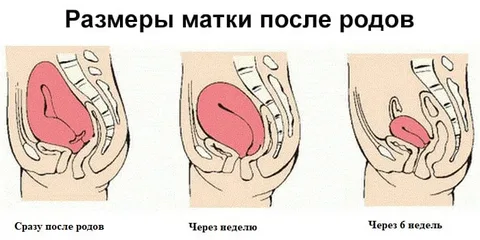 Размеры матки после родов
Сразу после родов
Через неделю
Через 6 недель